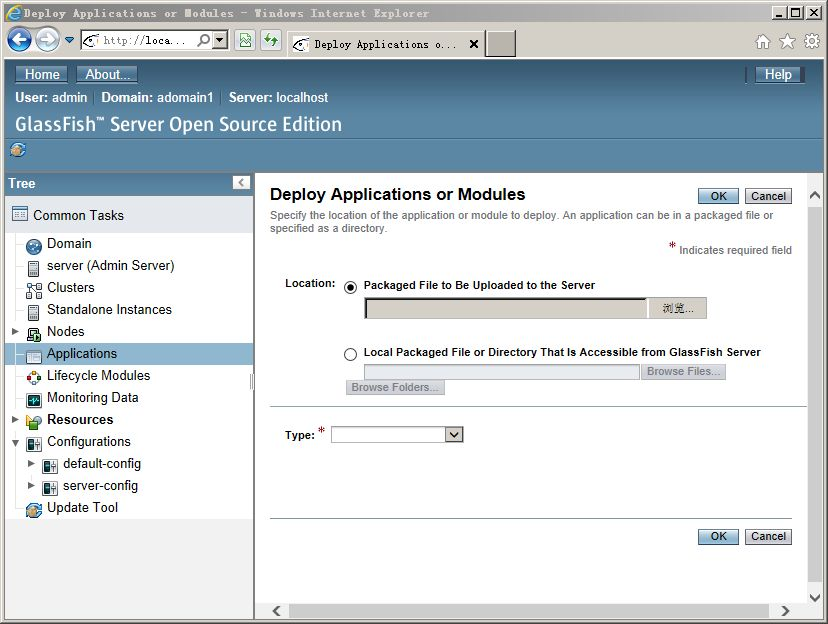 Deploy Applications or Modules - Windows Internet Explorer
http://loca...
Deploy Applications o...
Home
About...
Help
User: admin
Domain: adomain1
Server: localhost
GlassFish™ Server Open Source Edition
Tree
Common Tasks
Domain
server (Admin Server)
Clusters
Standalone Instances
Nodes
Applications
Lifecycle Modules
Monitoring Data
Resources
Configurations
default-config
server-config
Update Tool
Deploy Applications or Modules
OK
Cancel
Specify the location of the application or module to deploy. An application can be in a packaged file or
specified as a directory.
* Indicates required field
Location:
Packaged File to Be Uploaded to the Server
浏览...
Local Packaged File or Directory That Is Accessible from GlassFish Server
Browse Files...
Browse Folders...
Type: *
OK
Cancel